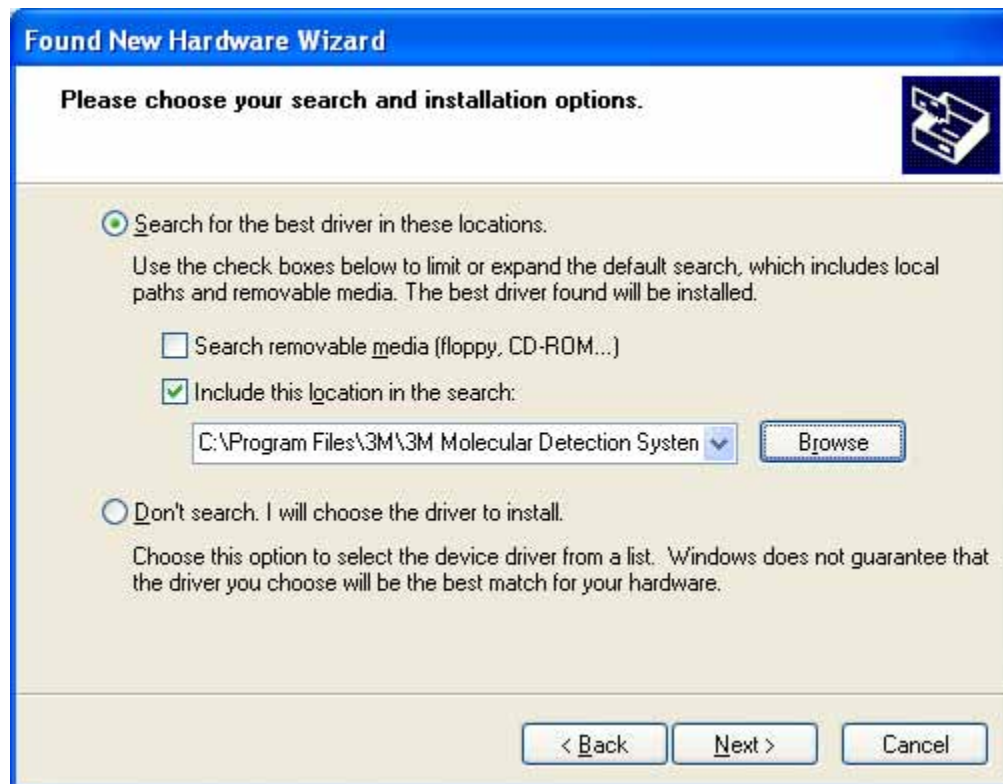 Found New Hardware Wizard
Please choose your search and installation options.
Search for the best driver in these locations.
Use the check boxes below to limit or expand the default search, which includes local
paths and removable media. The best driver found will be installed.
Search removable media (floppy, CD-ROM...)
Include this location in the search:
C:\Program Files\3M\3M Molecular Detection System
Browse
Don't search. I will choose the driver to install.
Choose this option to select the device driver from a list. Windows does not guarantee that
the driver you choose will be the best match for your hardware.
< Back
Next >
Cancel